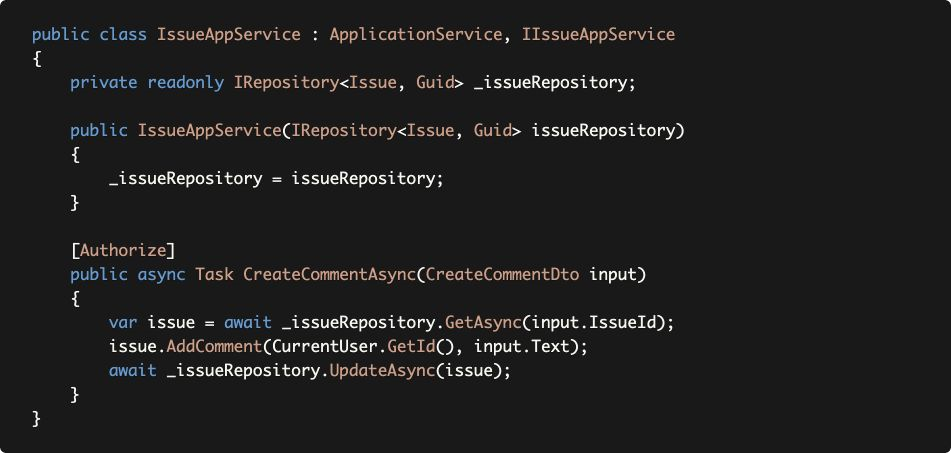 public class IssueAppService : ApplicationService, IIssueAppService
{
    private readonly IRepository<Issue, Guid> _issueRepository;

    public IssueAppService(IRepository<Issue, Guid> issueRepository)
    {
        _issueRepository = issueRepository;
    }

    [Authorize]
    public async Task CreateCommentAsync(CreateCommentDto input)
    {
        var issue = await _issueRepository.GetAsync(input.IssueId);
        issue.AddComment(CurrentUser.GetId(), input.Text);
        await _issueRepository.UpdateAsync(issue);
    }
}